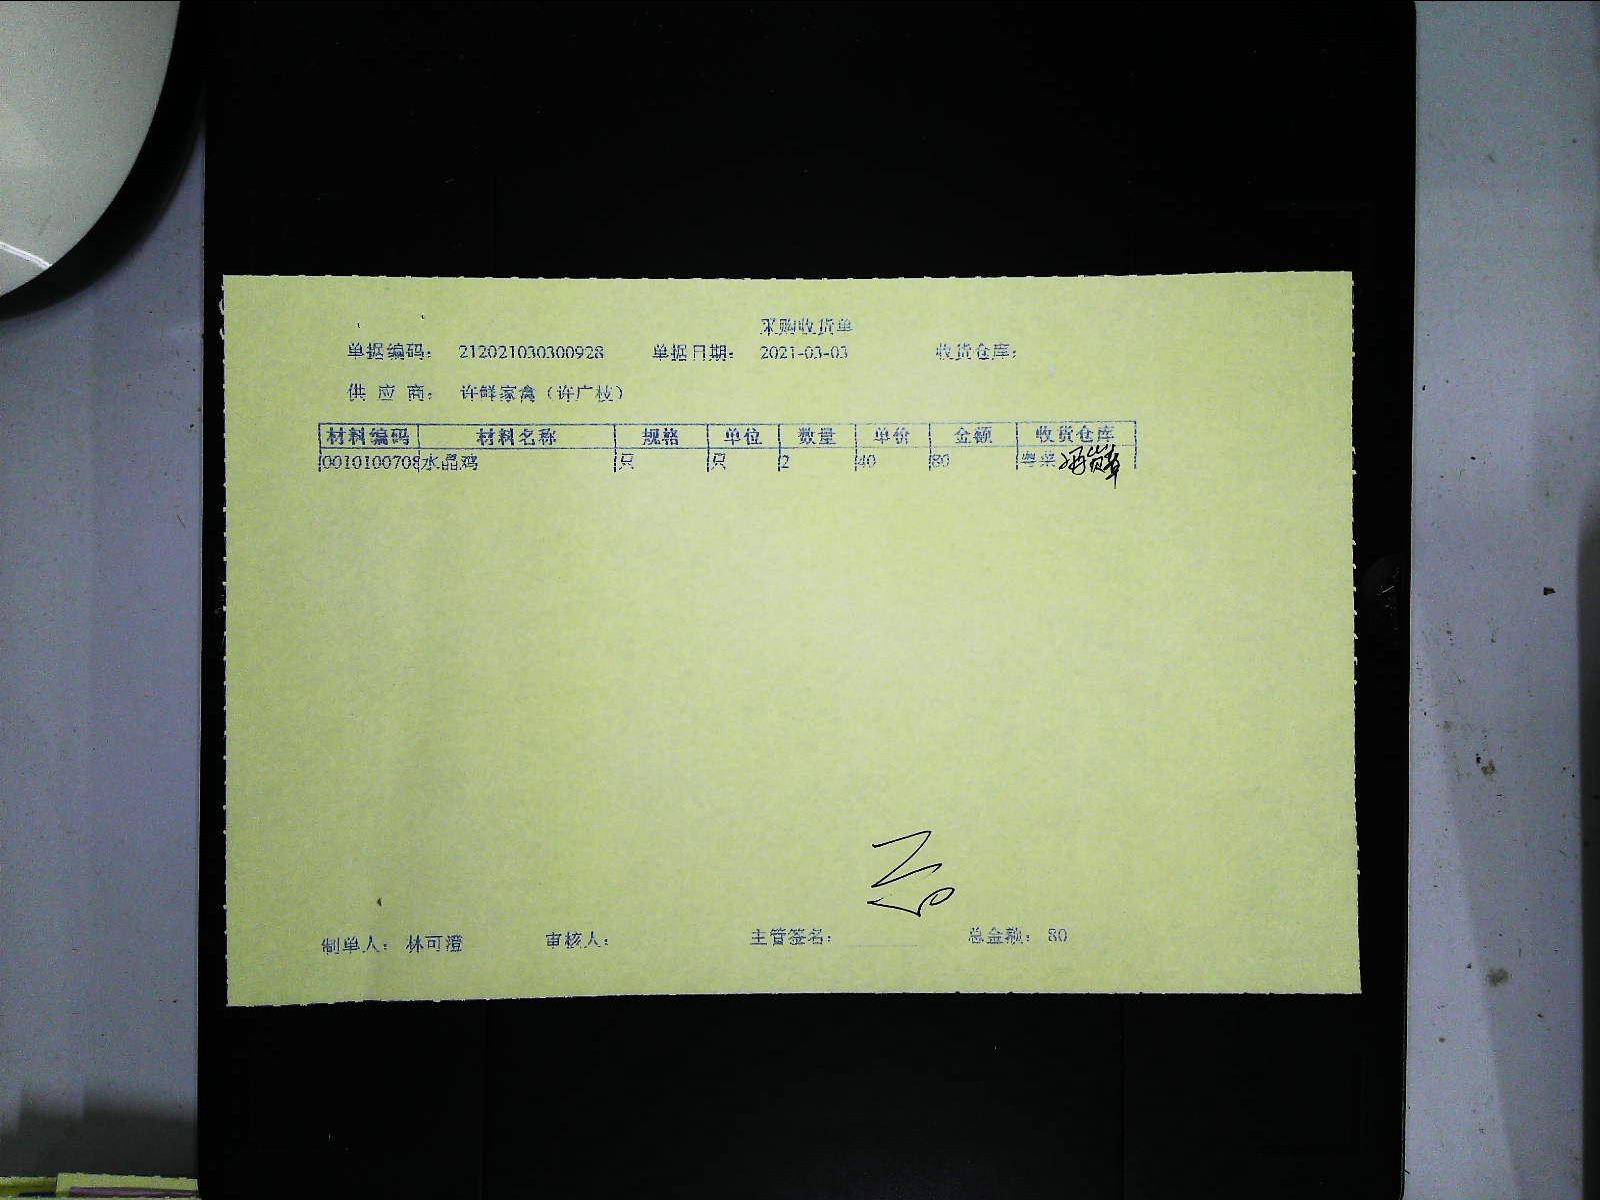 采购收货单
单据编码： 212021030300928 单据日期： 2021-03-03 收货仓库：
供 应 商： 许鲜家禽（许广枝）
材料编码 材料名称 规格 单位 数量 单价 金额 收货仓库
0010100708 水晶鸡 只 只 2 40 80 粤菜
制单人： 林可澄 审核人： 主管签名： 总金额： 80